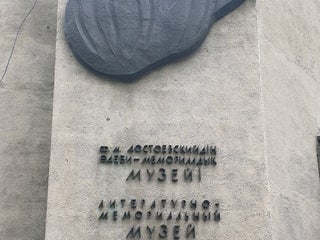 Ф. М. ДОСТОЕВСКИЙДІҢ
ӘДЕБИ-МЕМОРИАЛДЫҚ
МУЗЕЙІ
ЛИТЕРАТУРНО-
МЕМОРИАЛЬНЫЙ
МУЗЕЙ